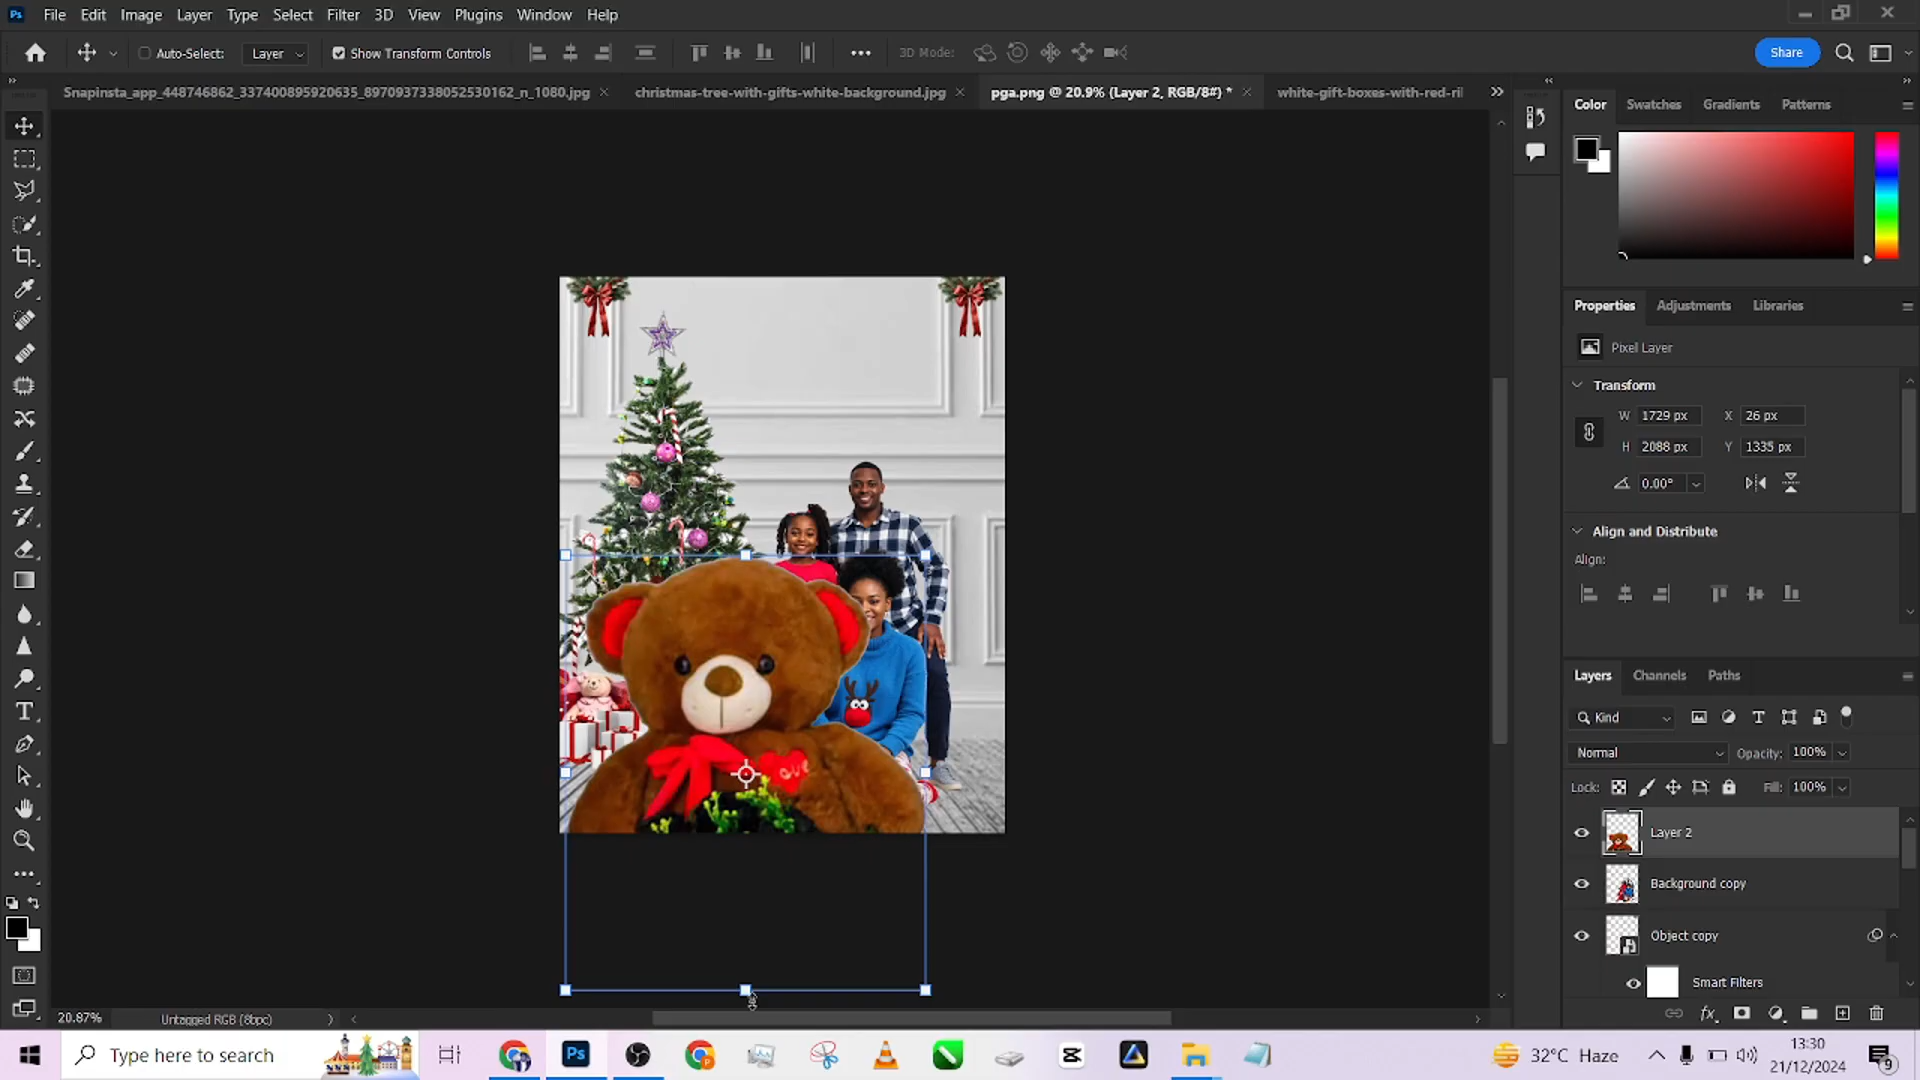 File Edit Image Layer Type Select Filter 3D View Plugins Window Help
Auto-Select: Layer Show Transform Controls 3D Mode: Share
Snapinsta_app_448746862_337400895920635_8970937338052530162_n_1080.jpg christmas-tree-with-gifts-white-background.jpg pga.png @ 20.9% (Layer 2, RGB/8#) * white-gift-boxes-with-red-ri
Color Swatches Gradients Patterns
Properties Adjustments Libraries
Pixel Layer
Transform
W 1729 px X 26 px
H 2088 px Y 1335 px
0.00°
Align and Distribute
Align:
Layers Channels Paths
Kind
Normal Opacity: 100%
Lock: Fill: 100%
Layer 2
Background copy
Object copy
Smart Filters
20.87% Untagged RGB (8bpc)
Type here to search
32°C Haze
13:30
21/12/2024
9